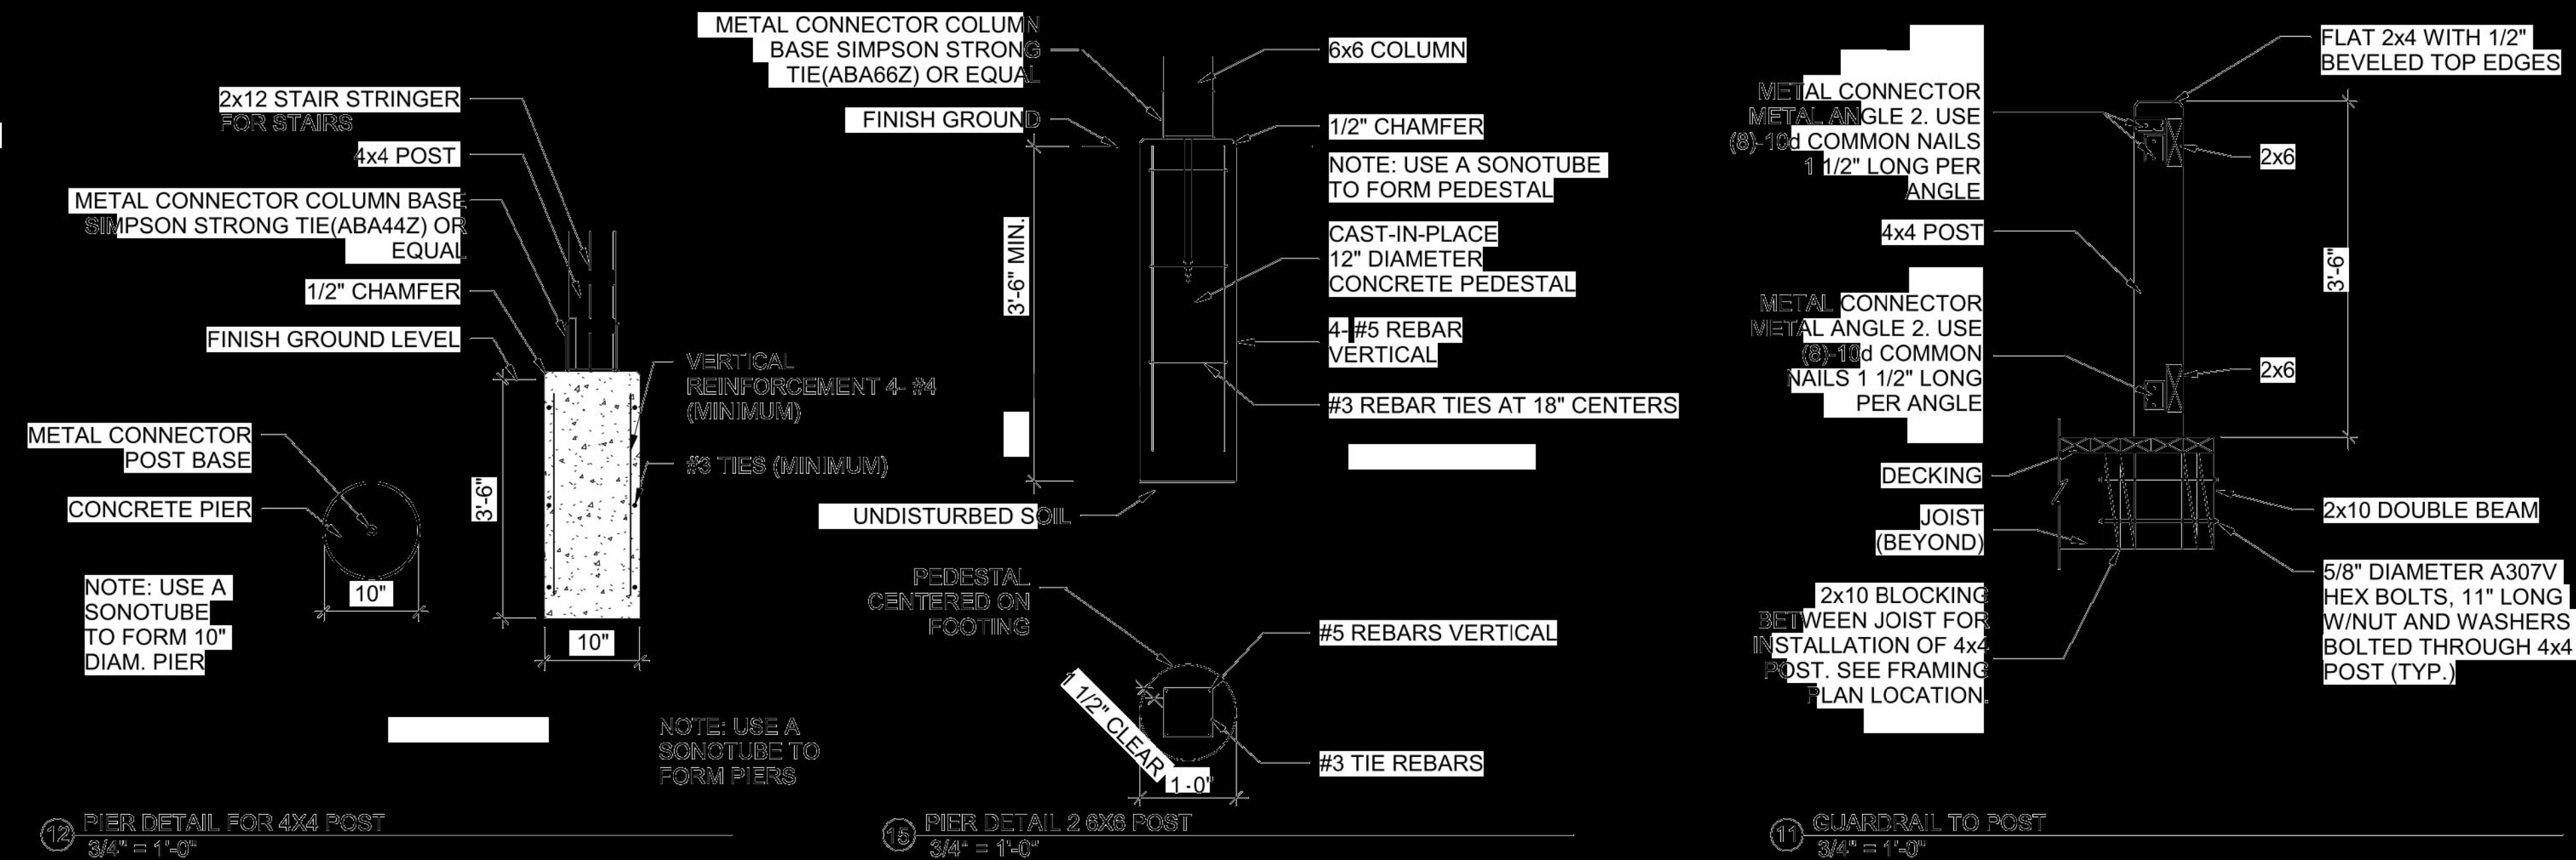 2x12 STAIR STRINGER
FOR STAIRS
4x4 POST
METAL CONNECTOR COLUMN BASE
SIMPSON STRONG TIE(ABA44Z) OR
EQUAL
1/2" CHAMFER
FINISH GROUND LEVEL
VERTICAL
REINFORCEMENT 4- #4
(MINIMUM)
#3 TIES (MINIMUM)
3'-6"
10"
METAL CONNECTOR
POST BASE
CONCRETE PIER
10"
NOTE: USE A
SONOTUBE
TO FORM 10"
DIAM. PIER
NOTE: USE A
SONOTUBE TO
FORM PIERS
12
PIER DETAIL FOR 4X4 POST
3/4" = 1'-0"
METAL CONNECTOR COLUMN
BASE SIMPSON STRONG
TIE(ABA66Z) OR EQUAL
FINISH GROUND
3'-6" MIN.
UNDISTURBED SOIL
6x6 COLUMN
1/2" CHAMFER
NOTE: USE A SONOTUBE
TO FORM PEDESTAL
CAST-IN-PLACE
12" DIAMETER
CONCRETE PEDESTAL
4- #5 REBAR
VERTICAL
#3 REBAR TIES AT 18" CENTERS
PEDESTAL
CENTERED ON
FOOTING
1 1/2" CLEAR
1-0"
#5 REBARS VERTICAL
#3 TIE REBARS
15
PIER DETAIL 2 6X6 POST
3/4" = 1'-0"
METAL CONNECTOR
METAL ANGLE 2. USE
(8)-10d COMMON NAILS
1 1/2" LONG PER
ANGLE
4x4 POST
METAL CONNECTOR
METAL ANGLE 2. USE
(8)-10d COMMON
NAILS 1 1/2" LONG
PER ANGLE
DECKING
JOIST
(BEYOND)
2x10 BLOCKING
BETWEEN JOIST FOR
INSTALLATION OF 4x4
POST. SEE FRAMING
PLAN LOCATION.
FLAT 2x4 WITH 1/2"
BEVELED TOP EDGES
2x6
3'-6"
2x6
2x10 DOUBLE BEAM
5/8" DIAMETER A307V
HEX BOLTS, 11" LONG
W/NUT AND WASHERS
BOLTED THROUGH 4x4
POST (TYP.)
11
GUARDRAIL TO POST
3/4" = 1'-0"